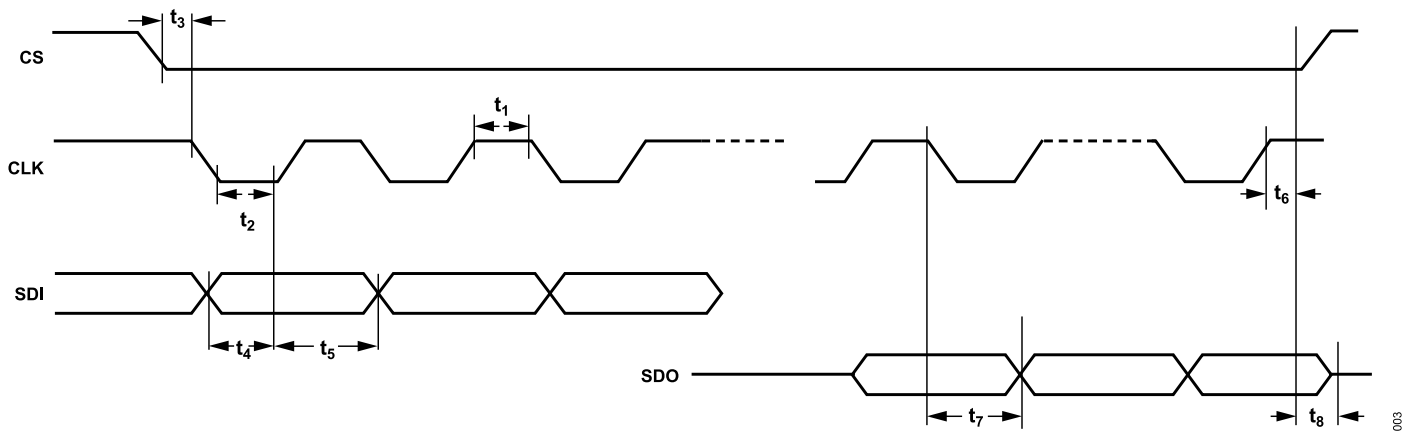 t₃
CS
t₁
CLK
t₂
t₆
SDI
t₄
t₅
SDO
t₇
t₈
003